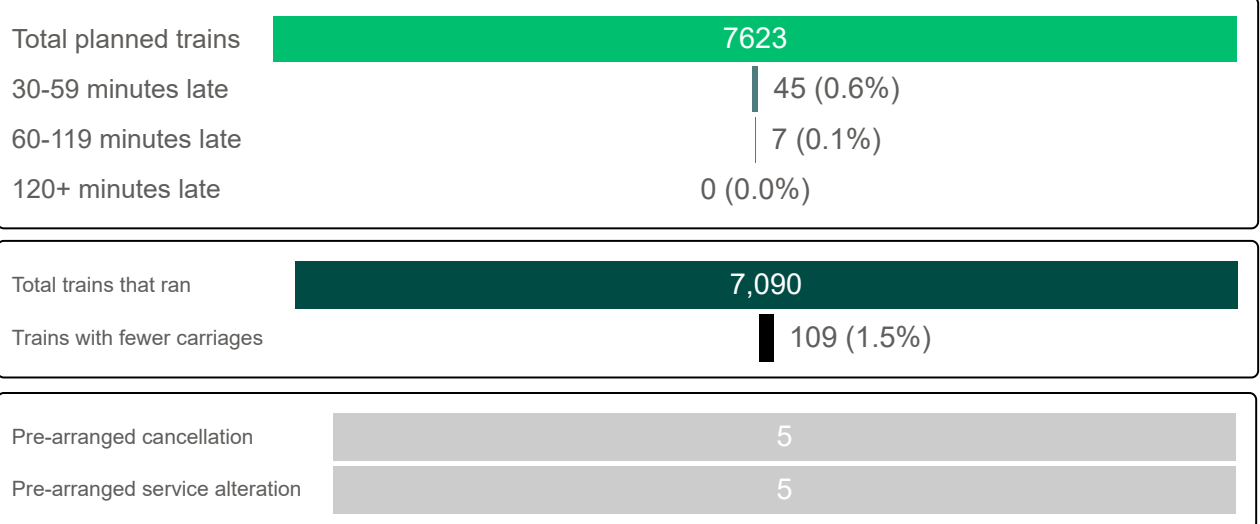 Total planned trains 7623
30-59 minutes late 45 (0.6%)
60-119 minutes late 7 (0.1%)
120+ minutes late 0 (0.0%)
Total trains that ran 7,090
Trains with fewer carriages 109 (1.5%)
Pre-arranged cancellation 5
Pre-arranged service alteration 5